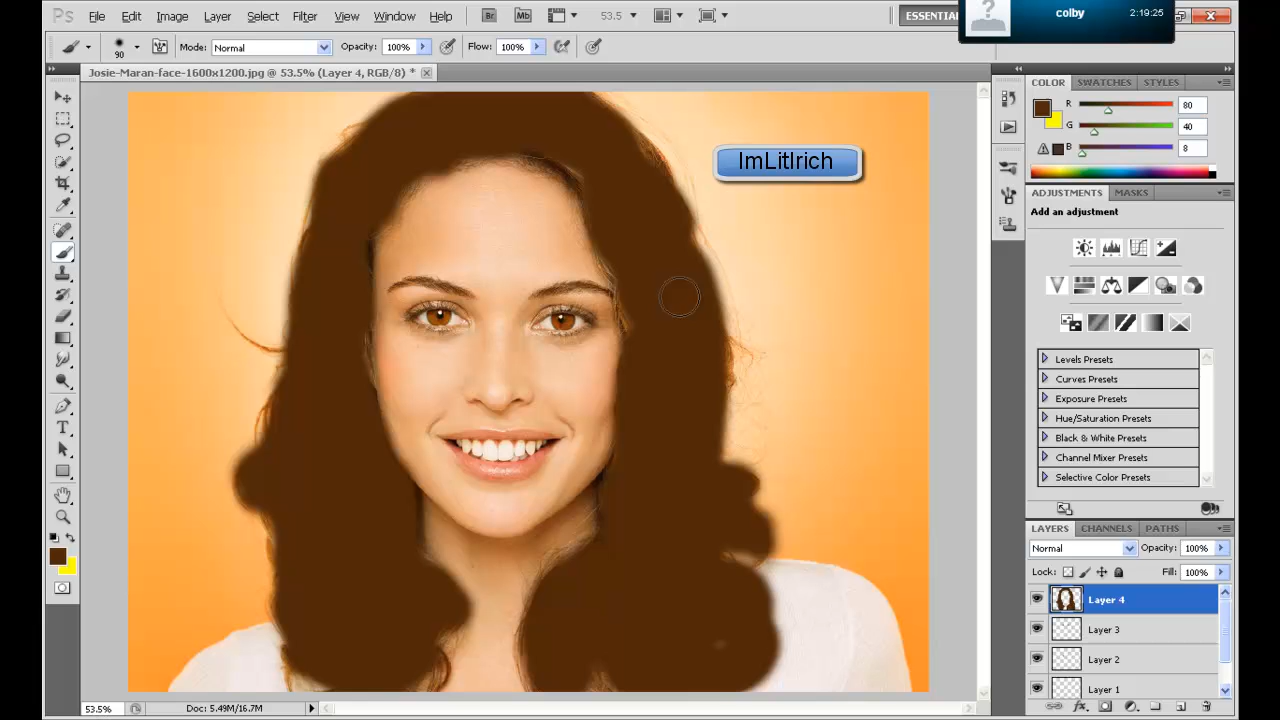 Ps File Edit Image Layer Select Filter View Window Help Br Mb 53.5 ESSENTIAL
colby 2:19:25
90 Mode: Normal Opacity: 100% Flow: 100%
Josie-Maran-face-1600x1200.jpg @ 53.5% (Layer 4, RGB/8) *
COLOR SWATCHES STYLES
R 80
G 40
B 8
ImLitIrich
ADJUSTMENTS MASKS
Add an adjustment
Levels Presets
Curves Presets
Exposure Presets
Hue/Saturation Presets
Black & White Presets
Channel Mixer Presets
Selective Color Presets
LAYERS CHANNELS PATHS
Normal Opacity: 100%
Lock: Fill: 100%
Layer 4
Layer 3
Layer 2
Layer 1
53.5% Doc: 5.49M/16.7M